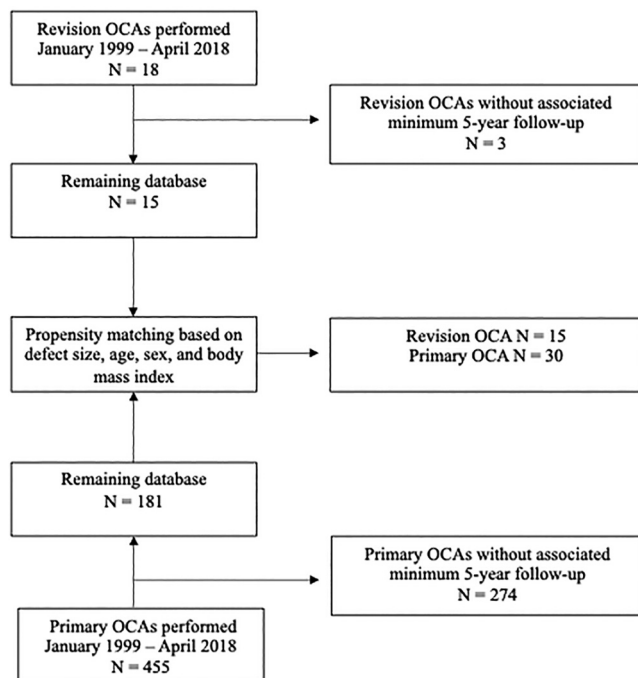 Revision OCAs performed
January 1999 – April 2018
N = 18
Revision OCAs without associated
minimum 5-year follow-up
N = 3
Remaining database
N = 15
Propensity matching based on
defect size, age, sex, and body
mass index
Revision OCA N = 15
Primary OCA N = 30
Remaining database
N = 181
Primary OCAs without associated
minimum 5-year follow-up
N = 274
Primary OCAs performed
January 1999 – April 2018
N = 455